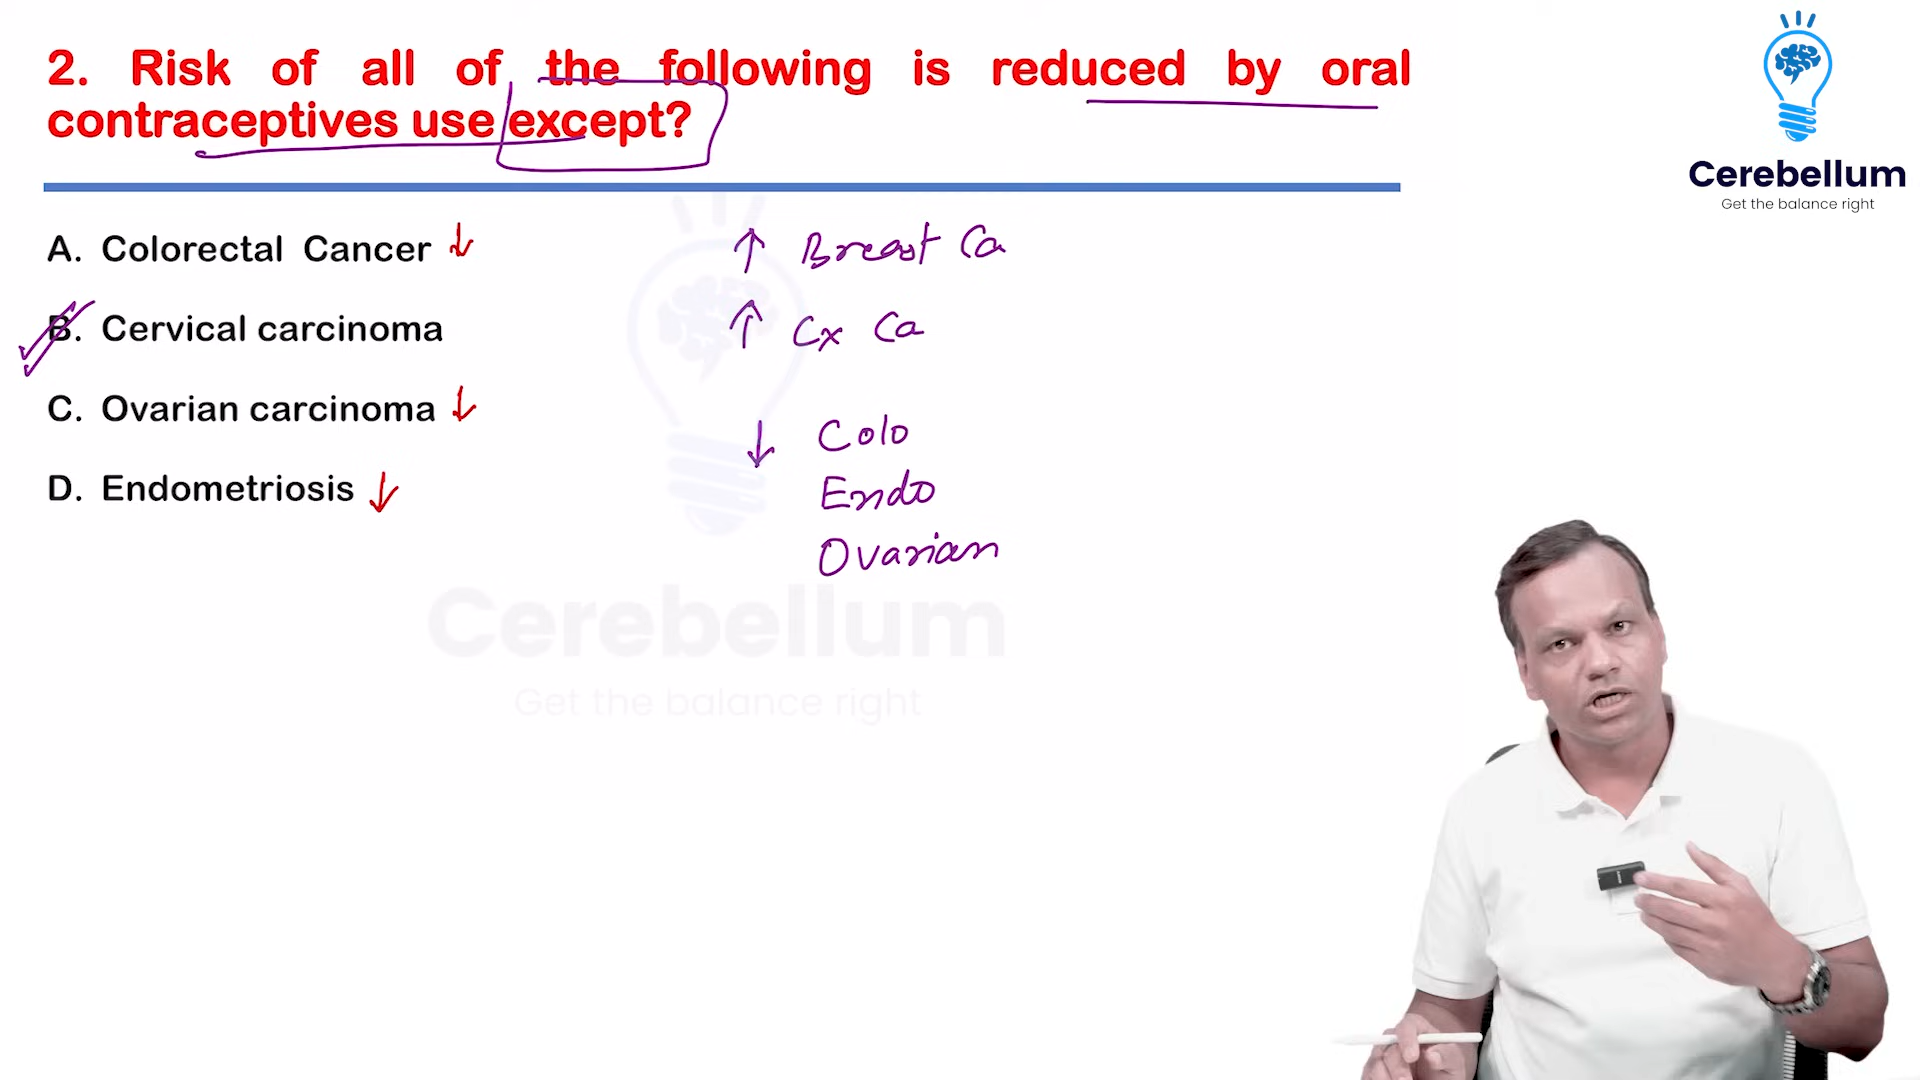 2. Risk of all of the following is reduced by oral
contraceptives use except?
Cerebellum
Get the balance right
A. Colorectal Cancer ↓
↑ Breast Ca
B. Cervical carcinoma
↑ Cx Ca
C. Ovarian carcinoma ↓
↓ Colo
D. Endometriosis ↓
Endo
Ovarian
Cerebellum
Get the balance right